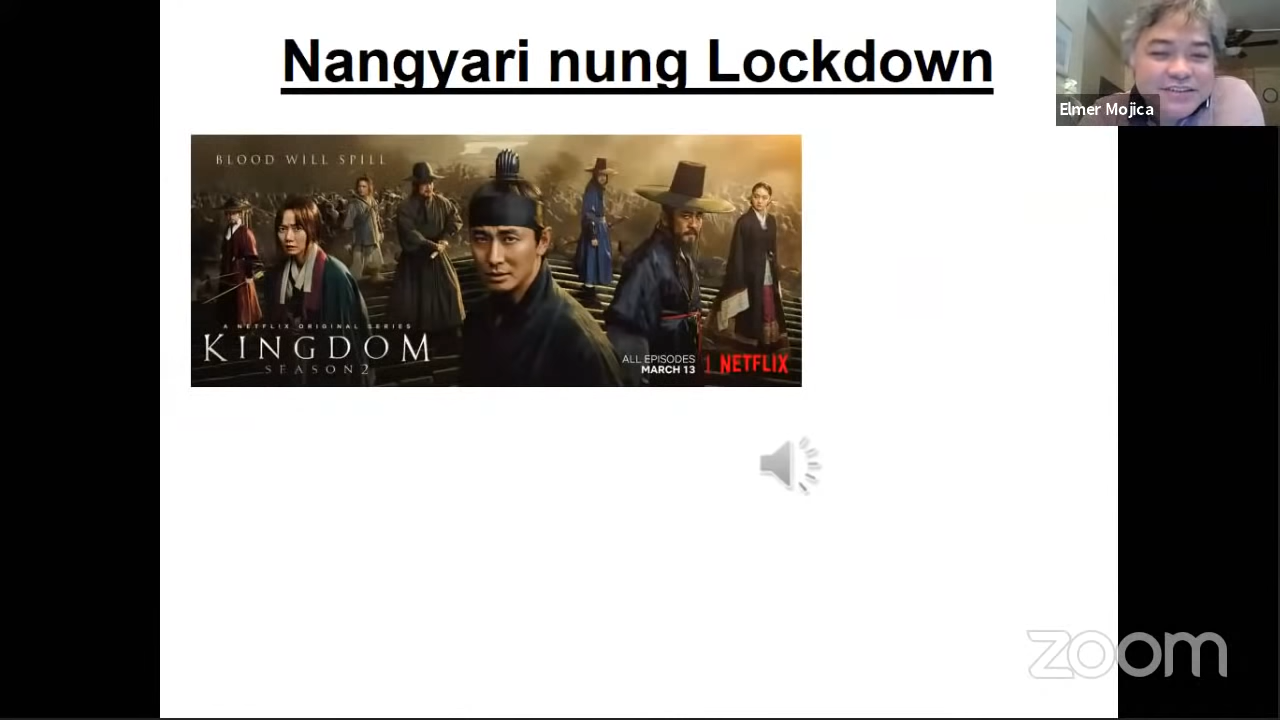 Nangyari nung Lockdown
Elmer Mojica
BLOOD WILL SPILL
A NETFLIX ORIGINAL SERIES
KINGDOM
SEASON 2
ALL EPISODES
MARCH 13
NETFLIX
zoom